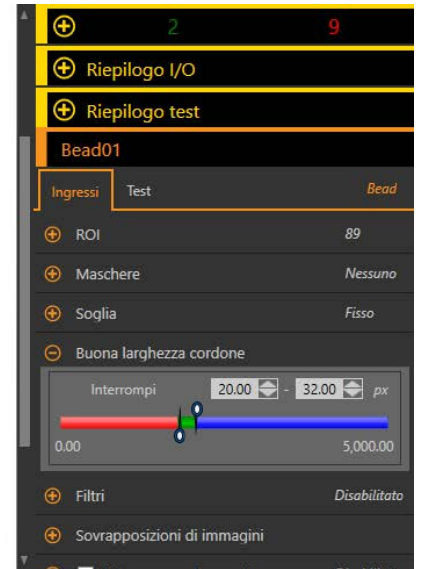 2 9
Riepilogo I/O
Riepilogo test
Bead01
Ingressi Test Bead
ROI 89
Maschere Nessuno
Soglia Fisso
Buona larghezza cordone
Interrompi 20.00 - 32.00 px
0.00 5,000.00
Filtri Disabilitato
Sovrapposizioni di immagini